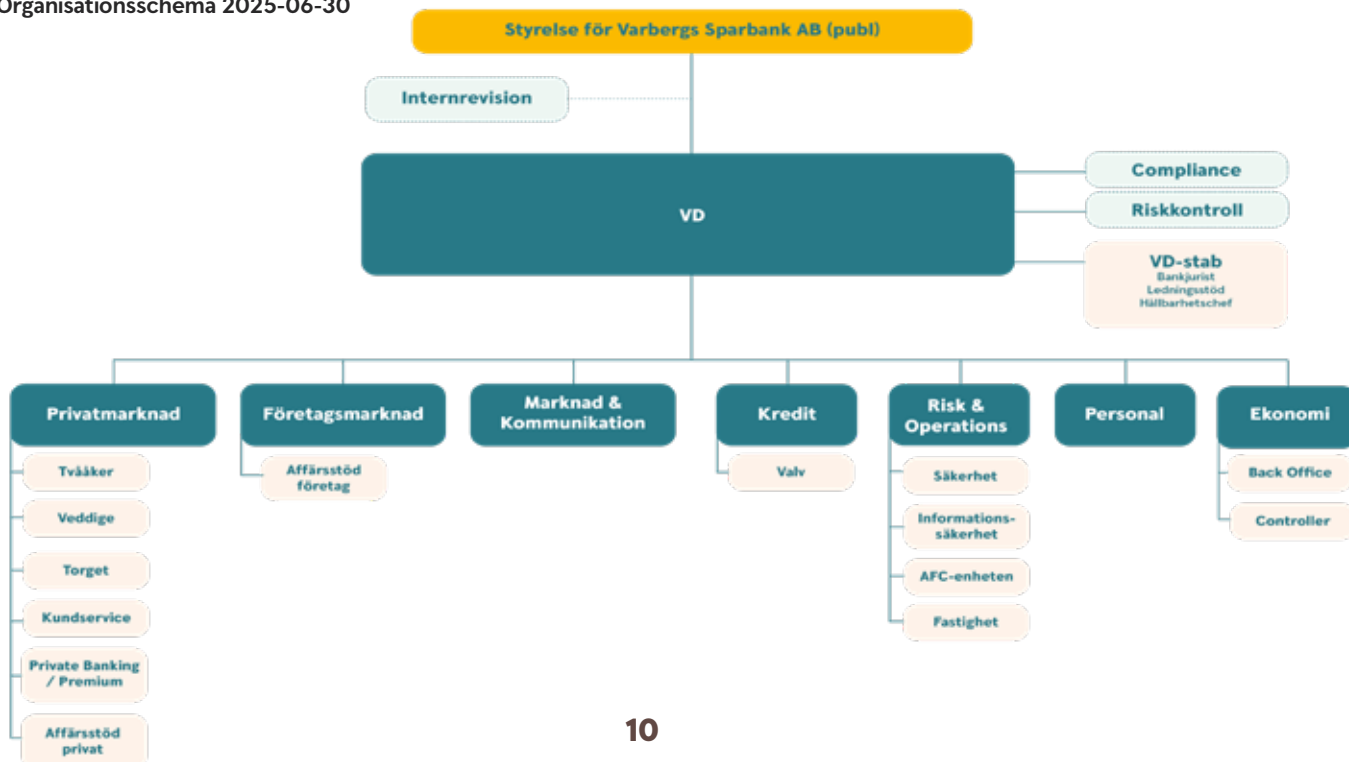 Organisationsschema 2025-06-30
Styrelse för Varbergs Sparbank AB (publ)
Internrevision
VD
Compliance
Riskkontroll
VD-stab
Bankjurist
Ledningsstöd
Hållbarhetschef
Privatmarknad
Tvååker
Veddige
Torget
Kundservice
Private Banking
/ Premium
Affärsstöd
privat
Företagsmarknad
Affärsstöd
företag
Marknad &
Kommunikation
Kredit
Valv
Risk &
Operations
Säkerhet
Informations-
säkerhet
AFC-enheten
Fastighet
Personal
Ekonomi
Back Office
Controller
10